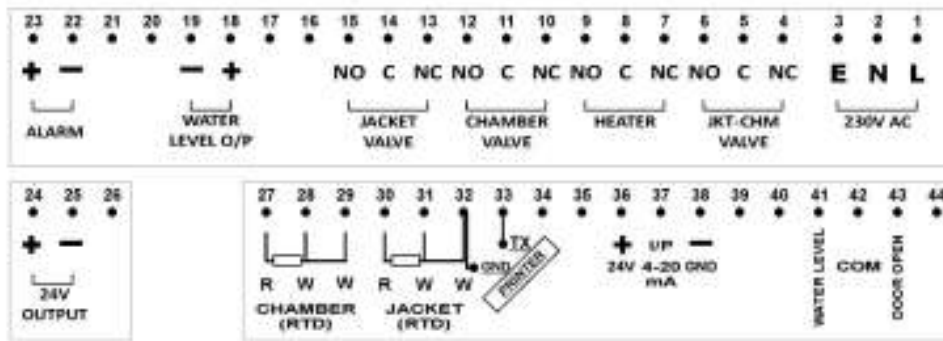 23 22 21 20 19 18 17 16 15 14 13 12 11 10 9 8 7 6 5 4 3 2 1
+ − − + NO C NC NO C NC NO C NC NO C NC E N L
ALARM WATER JACKET CHAMBER HEATER JKT-CHM 230V AC
LEVEL O/P VALVE VALVE VALVE
24 25 26
+ −
24V
OUTPUT
27 28 29 30 31 32 33 34 35 36 37 38 39 40 41 42 43 44
TX + I/P −
GND 24V 4-20 GND
R W W R W W PRINTER mA
CHAMBER JACKET
(RTD) (RTD)
WATER LEVEL
COM
DOOR OPEN